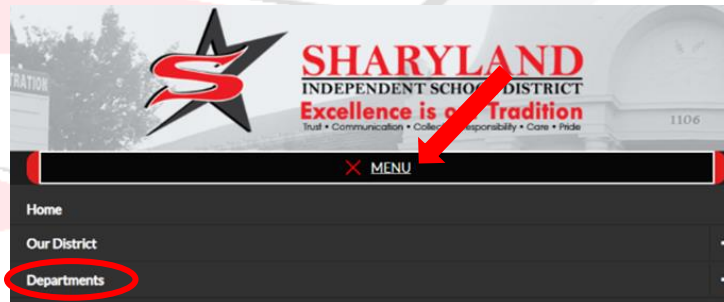 TRATION
S
SHARYLAND
INDEPENDENT SCHOOL DISTRICT
Excellence is our Tradition
Trust • Communication • Responsibility • Care • Pride
1106
MENU
Home
Our District
Departments